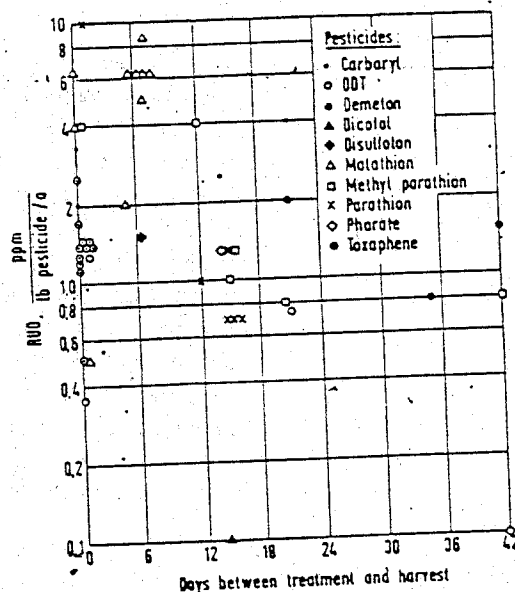 10
8
6
4
2
1.0
0.8
0.6
0.4
0.2
0.1
RUD, ppm / lb pesticide/a
Pesticides:
Carbaryl
DDT
Demeton
Dicofol
Disulfoton
Malathion
Methyl parathion
Parathion
Phorate
Toxaphene
0 6 12 18 24 30 36 42
Days between treatment and harvest